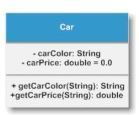 Car
- carColor: String
- carPrice: double = 0.0
+ getCarColor(String): String
+getCarPrice(String): double